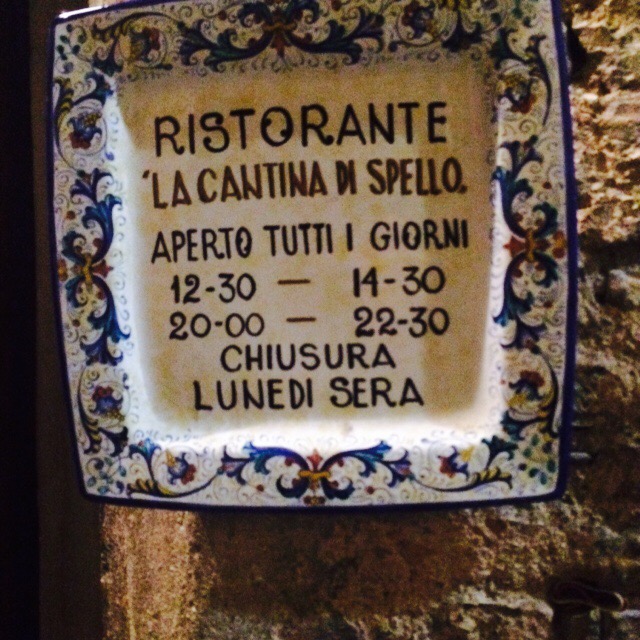 RISTORANTE
"LA CANTINA DI SPELLO"
APERTO TUTTI I GIORNI
12-30 — 14-30
20-00 — 22-30
CHIUSURA
LUNEDI SERA